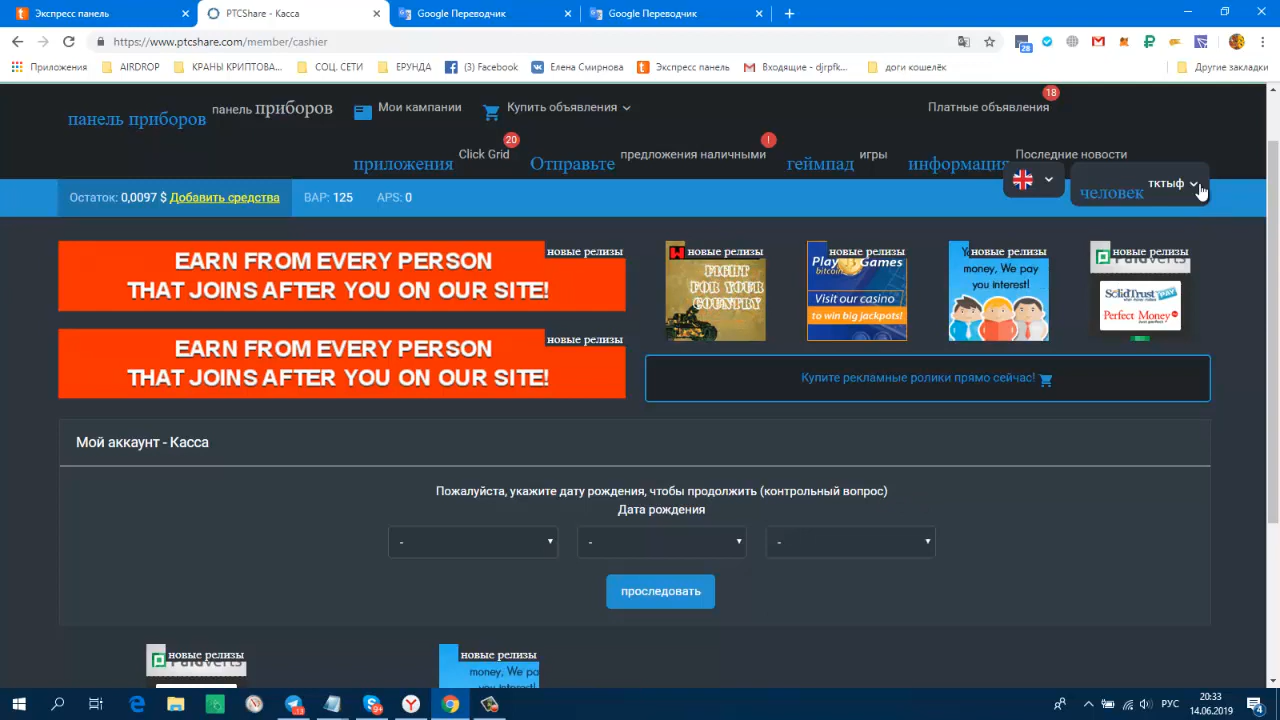 Экспресс панель
PTCShare - Касса
Google Переводчик
Google Переводчик
https://www.ptcshare.com/member/cashier
28
Приложения
AIRDROP
КРАНЫ КРИПТОВА...
СОЦ. СЕТИ
ЕРУНДА
(3) Facebook
Елена Смирнова
Экспресс панель
Входящие - djrpfk...
доги кошелёк
Другие закладки
панель приборов
панель приборов
Мои кампании
Купить объявления
Платные объявления
18
приложения
Click Grid
20
Отправьте
предложения наличными
!
геймпад
игры
информация
Последние новости
человек
тктыф
Остаток: 0,0097 $ Добавить средства
BAP: 125
APS: 0
EARN FROM EVERY PERSON
THAT JOINS AFTER YOU ON OUR SITE!
новые релизы
EARN FROM EVERY PERSON
THAT JOINS AFTER YOU ON OUR SITE!
новые релизы
новые релизы
FIGHT
FOR YOUR
COUNTRY
новые релизы
Play Games
bitcoin
Visit our casino
to win big jackpots!
новые релизы
money, We pay
you interest!
новые релизы
SolidTrust PAY
Perfect Money
Купите рекламные ролики прямо сейчас!
Мой аккаунт - Касса
Пожалуйста, укажите дату рождения, чтобы продолжить (контрольный вопрос)
Дата рождения
-
-
-
проследовать
новые релизы
новые релизы
money, We pa
20:33
РУС
14.06.2019
4